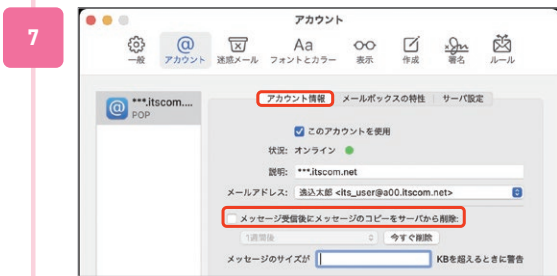 7
アカウント
一般 アカウント 迷惑メール フォントとカラー 表示 作成 署名 ルール
***.itscom....
POP
アカウント情報 メールボックスの特性 サーバ設定
このアカウントを使用
状況: オンライン
説明: ***.itscom.net
メールアドレス: 逸込太郎 <its_user@a00.itscom.net>
メッセージ受信後にメッセージのコピーをサーバから削除:
1週間後 今すぐ削除
メッセージのサイズが KBを超えるときに警告